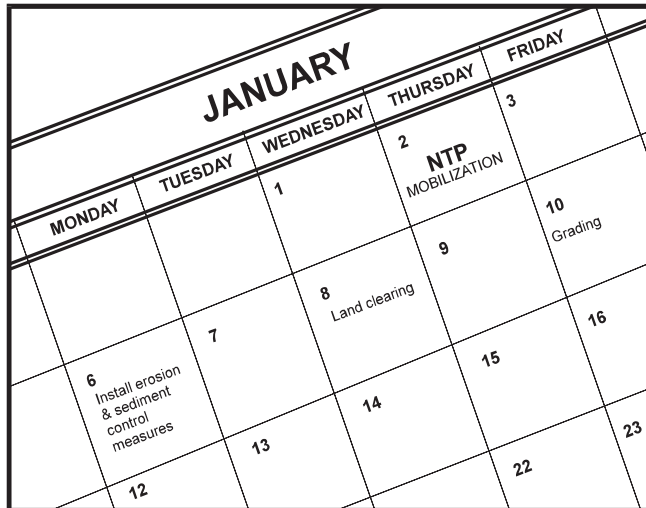 JANUARY
MONDAY
TUESDAY
WEDNESDAY
THURSDAY
FRIDAY
1
2
NTP
MOBILIZATION
3
6
Install erosion
& sediment
control
measures
7
8
Land clearing
9
10
Grading
12
13
14
15
16
22
23